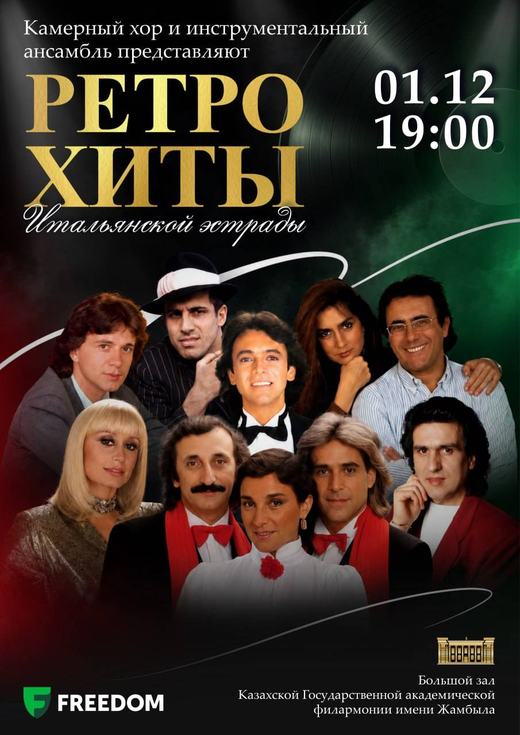 Камерный хор и инструментальный
ансамбль представляют
РЕТРО
ХИТЫ
Итальянской эстрады
01.12
19:00
Большой зал
Казахской Государственной академической
филармонии имени Жамбыла
FREEDOM